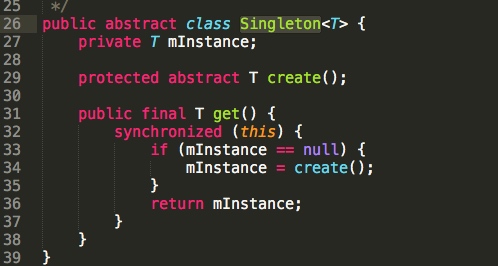 25 */
26 public abstract class Singleton<T> {
27 private T mInstance;
28
29 protected abstract T create();
30
31 public final T get() {
32 synchronized (this) {
33 if (mInstance == null) {
34 mInstance = create();
35 }
36 return mInstance;
37 }
38 }
39 }